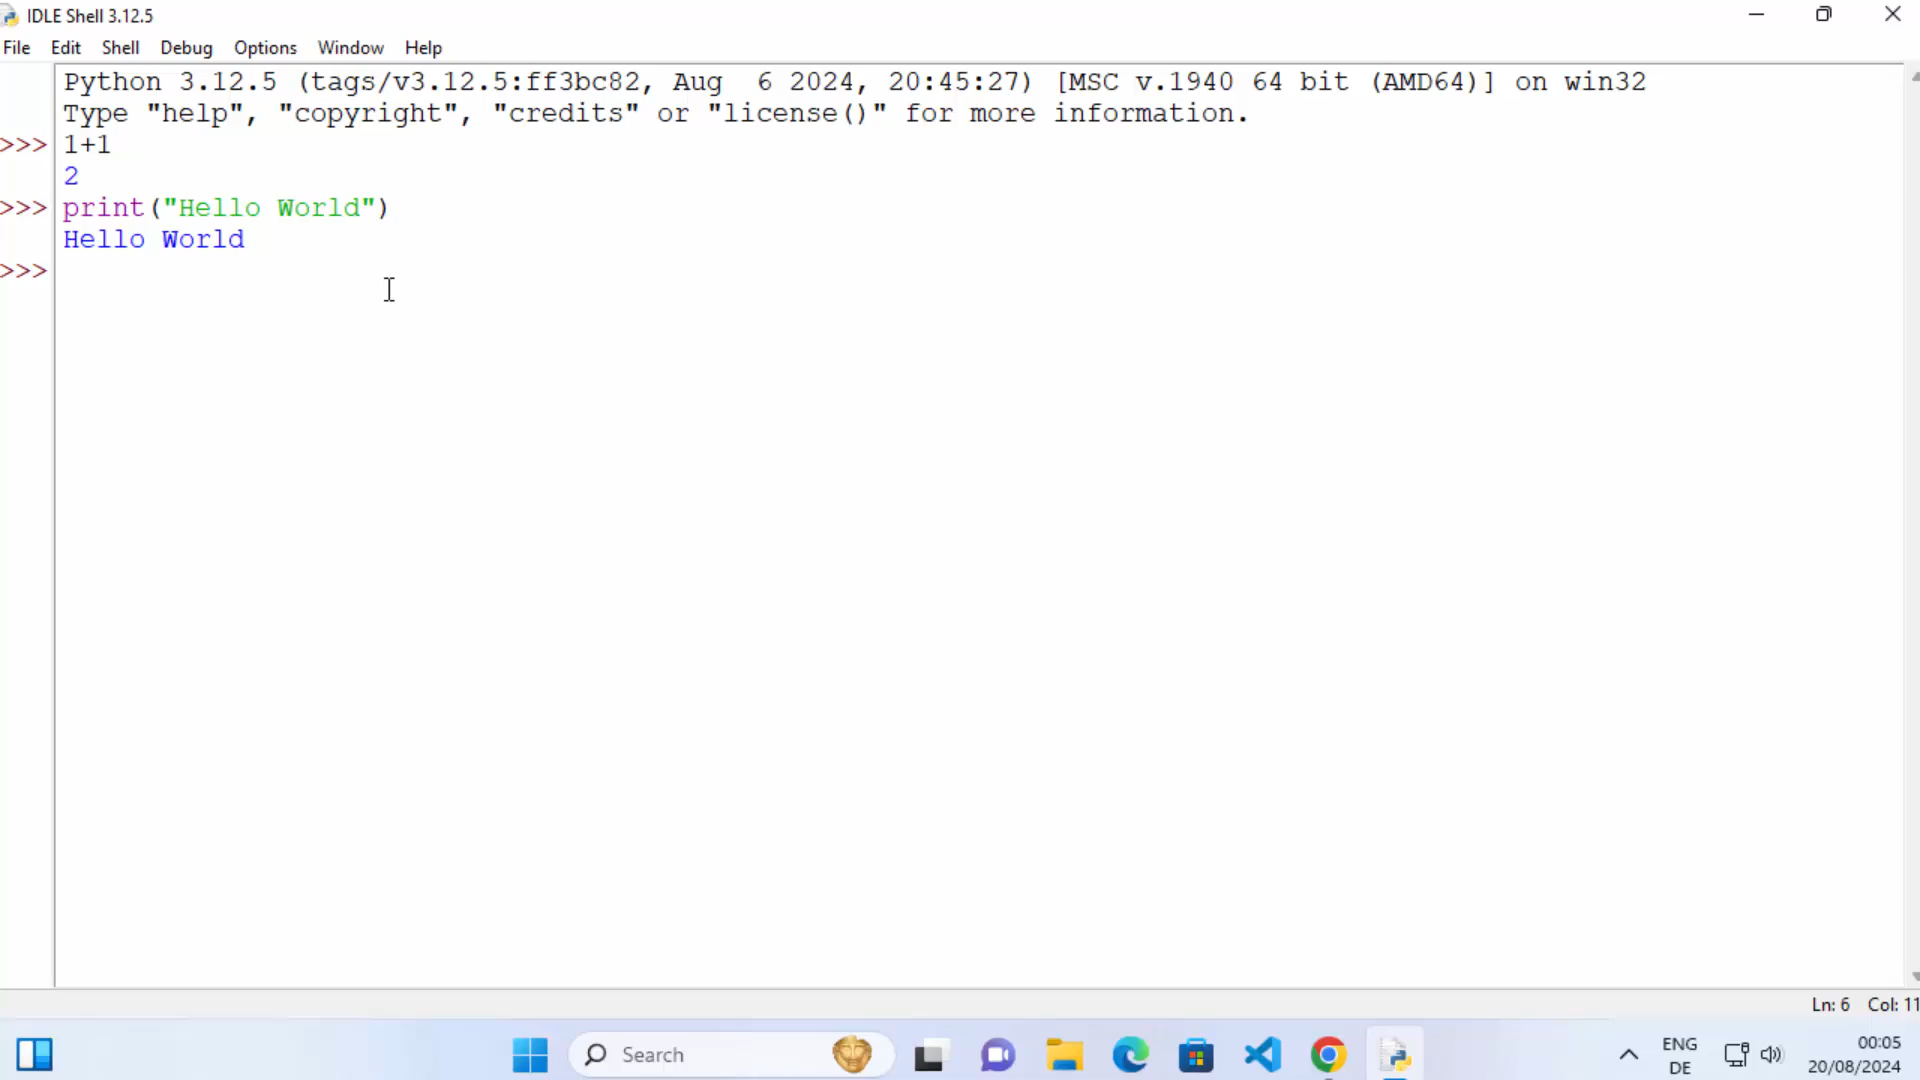 IDLE Shell 3.12.5
File Edit Shell Debug Options Window Help
Python 3.12.5 (tags/v3.12.5:ff3bc82, Aug  6 2024, 20:45:27) [MSC v.1940 64 bit (AMD64)] on win32
Type "help", "copyright", "credits" or "license()" for more information.
>>> 1+1
2
>>> print("Hello World")
Hello World
>>>
Ln: 6 Col: 11
Search
ENG
DE
00:05
20/08/2024